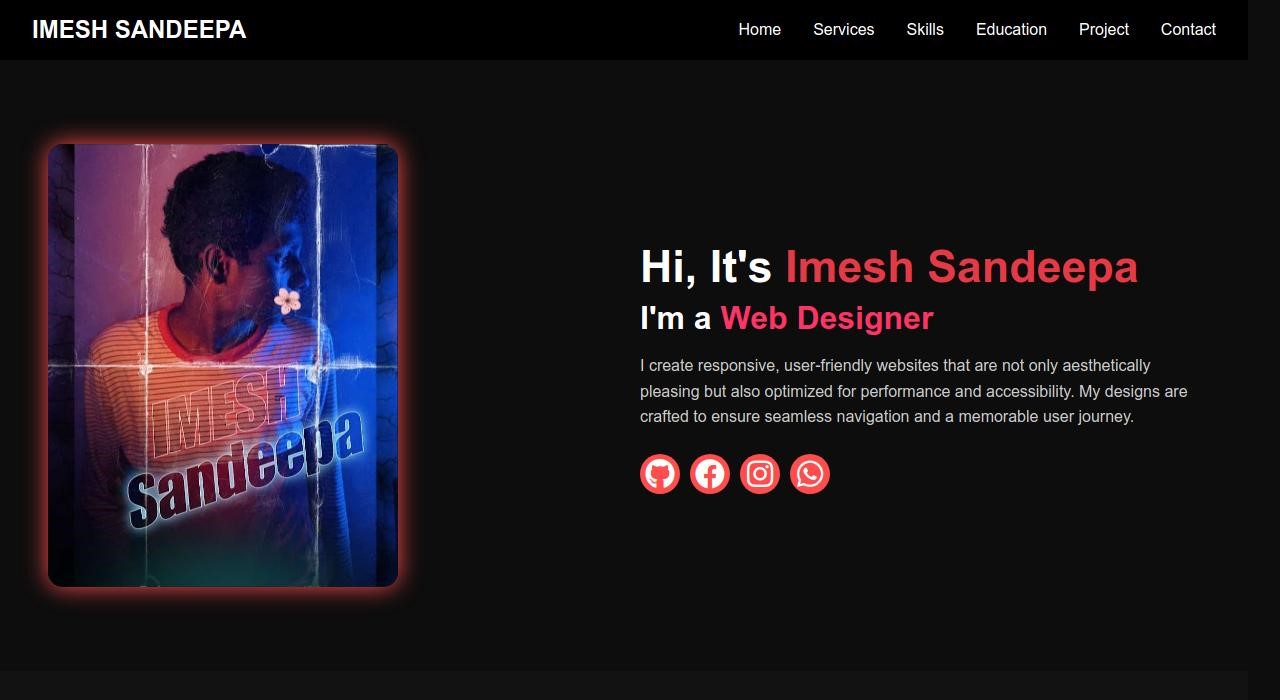 IMESH SANDEEPA
Home Services Skills Education Project Contact
IMESH
Sandeepa
Hi, It's Imesh Sandeepa
I'm a Web Designer
I create responsive, user-friendly websites that are not only aesthetically
pleasing but also optimized for performance and accessibility. My designs are
crafted to ensure seamless navigation and a memorable user journey.